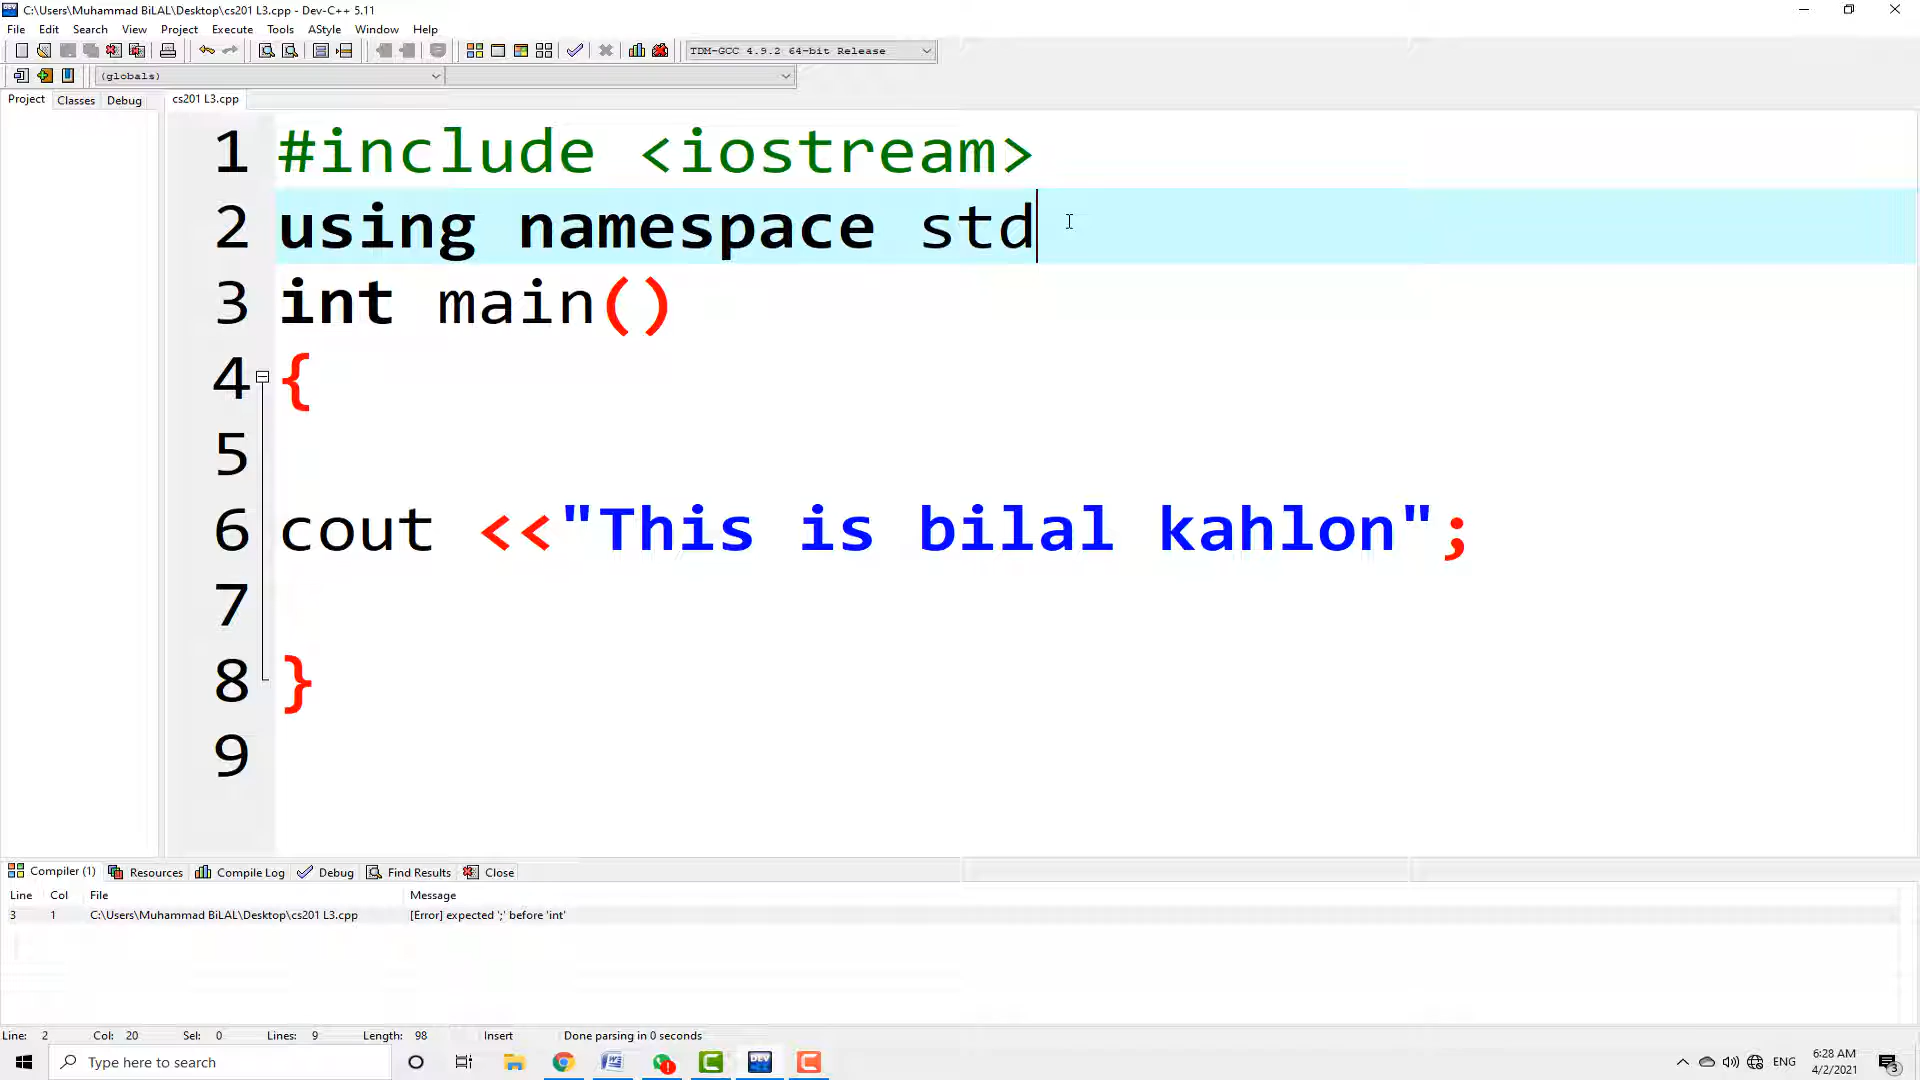 C:\Users\Muhammad BiLAL\Desktop\cs201 L3.cpp - Dev-C++ 5.11
File Edit Search View Project Execute Tools AStyle Window Help
TDM-GCC 4.9.2 64-bit Release
(globals)
Project Classes Debug cs201 L3.cpp
1 #include <iostream>
2 using namespace std
3 int main()
4 {
5
6 cout <<"This is bilal kahlon";
7
8 }
9
Compiler (1) Resources Compile Log Debug Find Results Close
Line Col File Message
3 1 C:\Users\Muhammad BiLAL\Desktop\cs201 L3.cpp [Error] expected ';' before 'int'
Line: 2 Col: 20 Sel: 0 Lines: 9 Length: 98 Insert Done parsing in 0 seconds
Type here to search DEV ENG 6:28 AM
4/2/2021 3